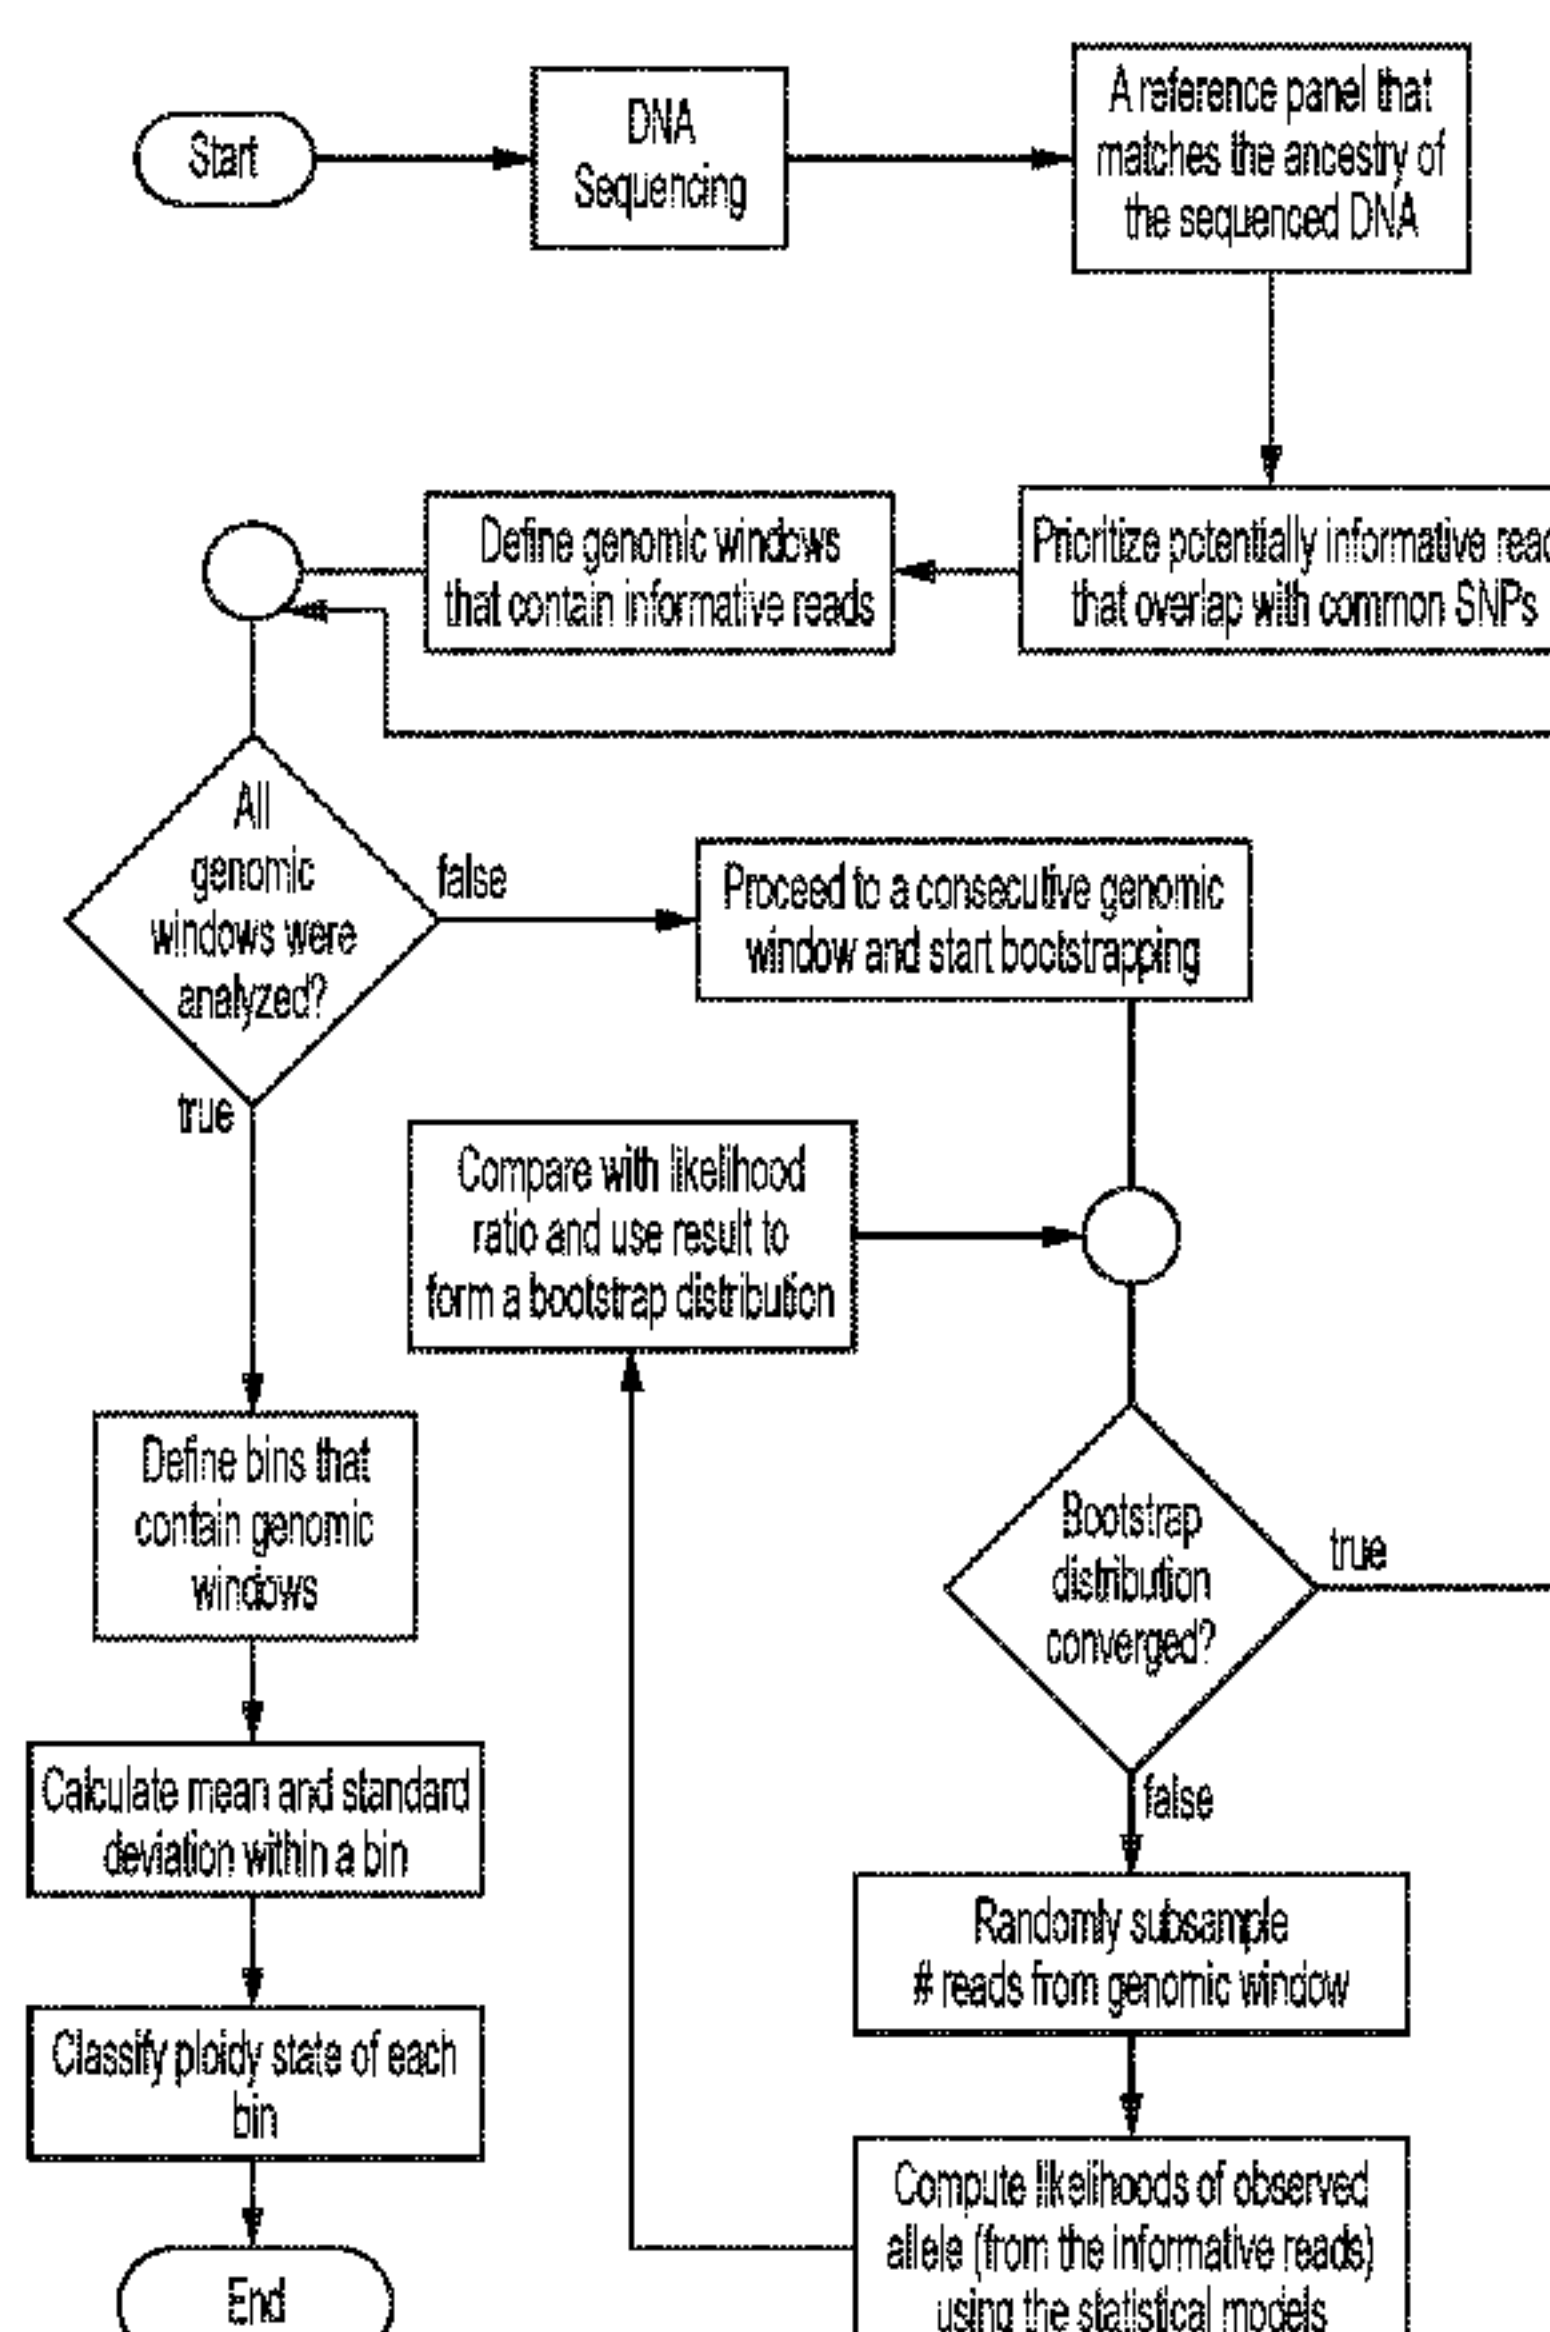 Start
DNA
Sequencing
A reference panel that
matches the ancestry of
the sequenced DNA
Prioritize potentially informative
that overlap with common SNPs
Define genomic windows
that contain informative reads
All
genomic
windows were
analyzed?
false
true
Proceed to a consecutive genomic
window and start bootstrapping
Compare with likelihood
ratio and use result to
form a bootstrap distribution
Bootstrap
distribution
converged?
true
false
Randomly subsample
# reads from genomic window
Compute likelihoods of observed
allele (from the informative reads)
using the statistical models
Define bins that
contain genomic
windows
Calculate mean and standard
deviation within a bin
Classify ploidy state of each
bin
End